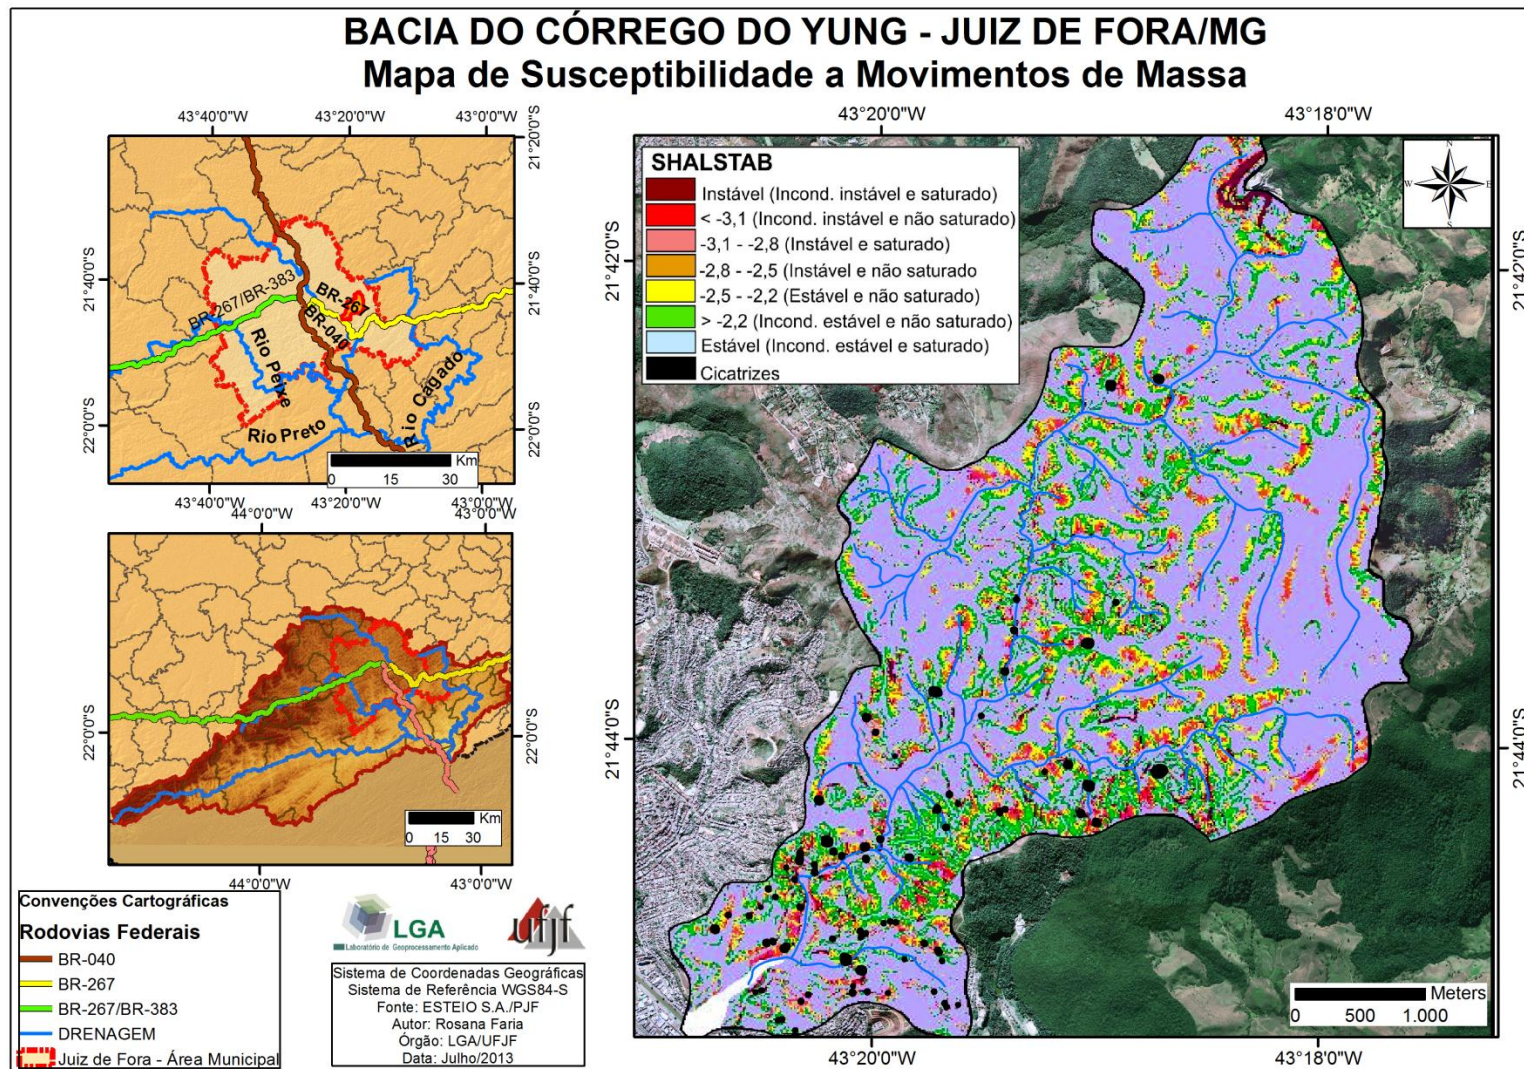 BACIA DO CÓRREGO DO YUNG - JUIZ DE FORA/MG
Mapa de Susceptibilidade a Movimentos de Massa
43°40'0"W
43°20'0"W
43°0'0"W
21°20'0"S
21°40'0"S
21°40'0"S
22°0'0"S
22°0'0"S
BR-267/BR-383
BR-267
BR-040
Rio Peixe
Rio Preto
Rio Cágado
Km
0 15 30
43°40'0"W
43°20'0"W
43°0'0"W
44°0'0"W
43°0'0"W
22°0'0"S
22°0'0"S
Km
0 15 30
44°0'0"W
43°0'0"W
Convenções Cartográficas
Rodovias Federais
BR-040
BR-267
BR-267/BR-383
DRENAGEM
Juiz de Fora - Área Municipal
LGA
Laboratório de Geoprocessamento Aplicado
ufjf
Sistema de Coordenadas Geográficas
Sistema de Referência WGS84-S
Fonte: ESTEIO S.A./PJF
Autor: Rosana Faria
Órgão: LGA/UFJF
Data: Julho/2013
43°20'0"W
43°18'0"W
SHALSTAB
Instável (Incond. instável e saturado)
< -3,1 (Incond. instável e não saturado)
-3,1 - -2,8 (Instável e saturado)
-2,8 - -2,5 (Instável e não saturado
-2,5 - -2,2 (Estável e não saturado)
> -2,2 (Incond. estável e não saturado)
Estável (Incond. estável e saturado)
Cicatrizes
N
W
E
S
21°42'0"S
21°42'0"S
21°44'0"S
21°44'0"S
Meters
0 500 1.000
43°20'0"W
43°18'0"W